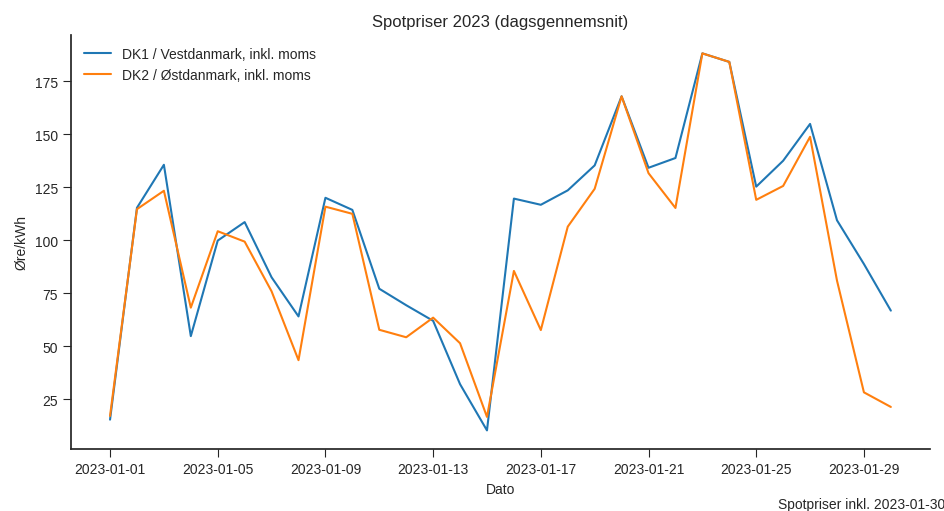 Spotpriser 2023 (dagsgennemsnit)
DK1 / Vestdanmark, inkl. moms
DK2 / Østdanmark, inkl. moms
Øre/kWh
175
150
125
100
75
50
25
2023-01-01
2023-01-05
2023-01-09
2023-01-13
2023-01-17
2023-01-21
2023-01-25
2023-01-29
Dato
Spotpriser inkl. 2023-01-30